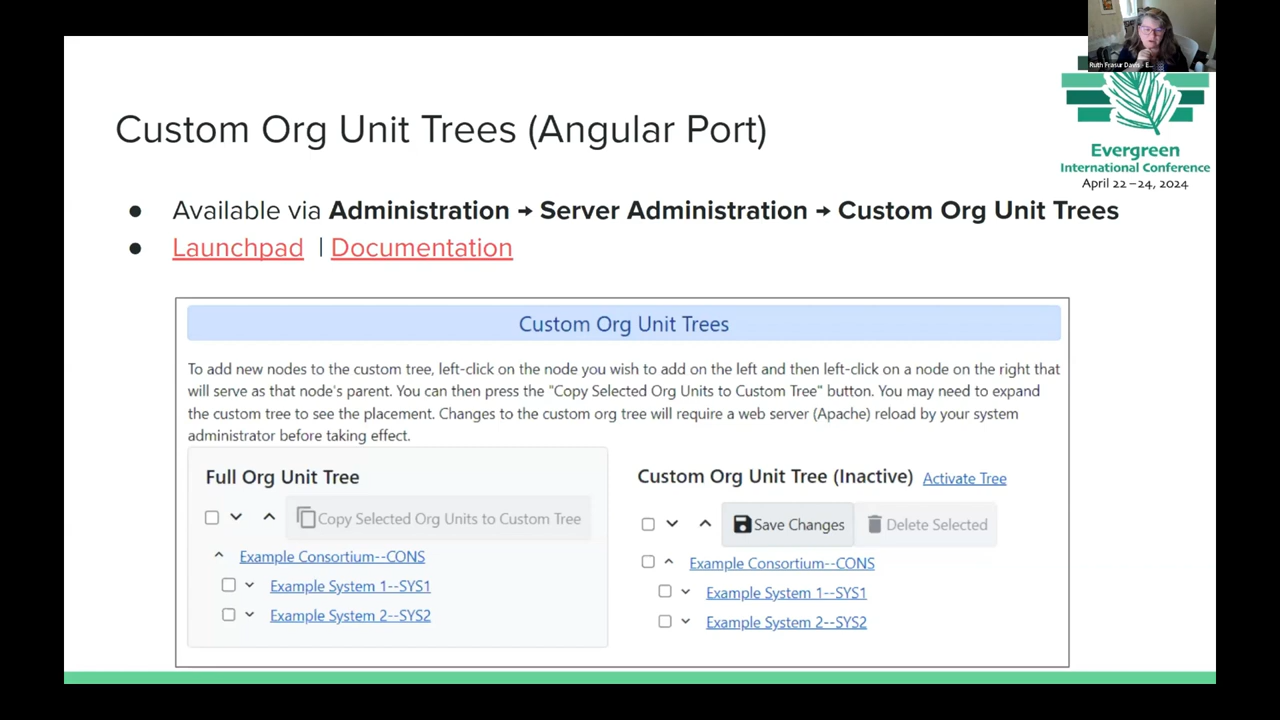 Ruth Frasur Davis - E...
Custom Org Unit Trees (Angular Port)
Evergreen
International Conference
April 22 – 24, 2024
● Available via Administration → Server Administration → Custom Org Unit Trees
● Launchpad | Documentation
Custom Org Unit Trees
To add new nodes to the custom tree, left-click on the node you wish to add on the left and then left-click on a node on the right that
will serve as that node's parent. You can then press the "Copy Selected Org Units to Custom Tree" button. You may need to expand
the custom tree to see the placement. Changes to the custom org tree will require a web server (Apache) reload by your system
administrator before taking effect.
Full Org Unit Tree
Copy Selected Org Units to Custom Tree
Example Consortium--CONS
Example System 1--SYS1
Example System 2--SYS2
Custom Org Unit Tree (Inactive) Activate Tree
Save Changes Delete Selected
Example Consortium--CONS
Example System 1--SYS1
Example System 2--SYS2